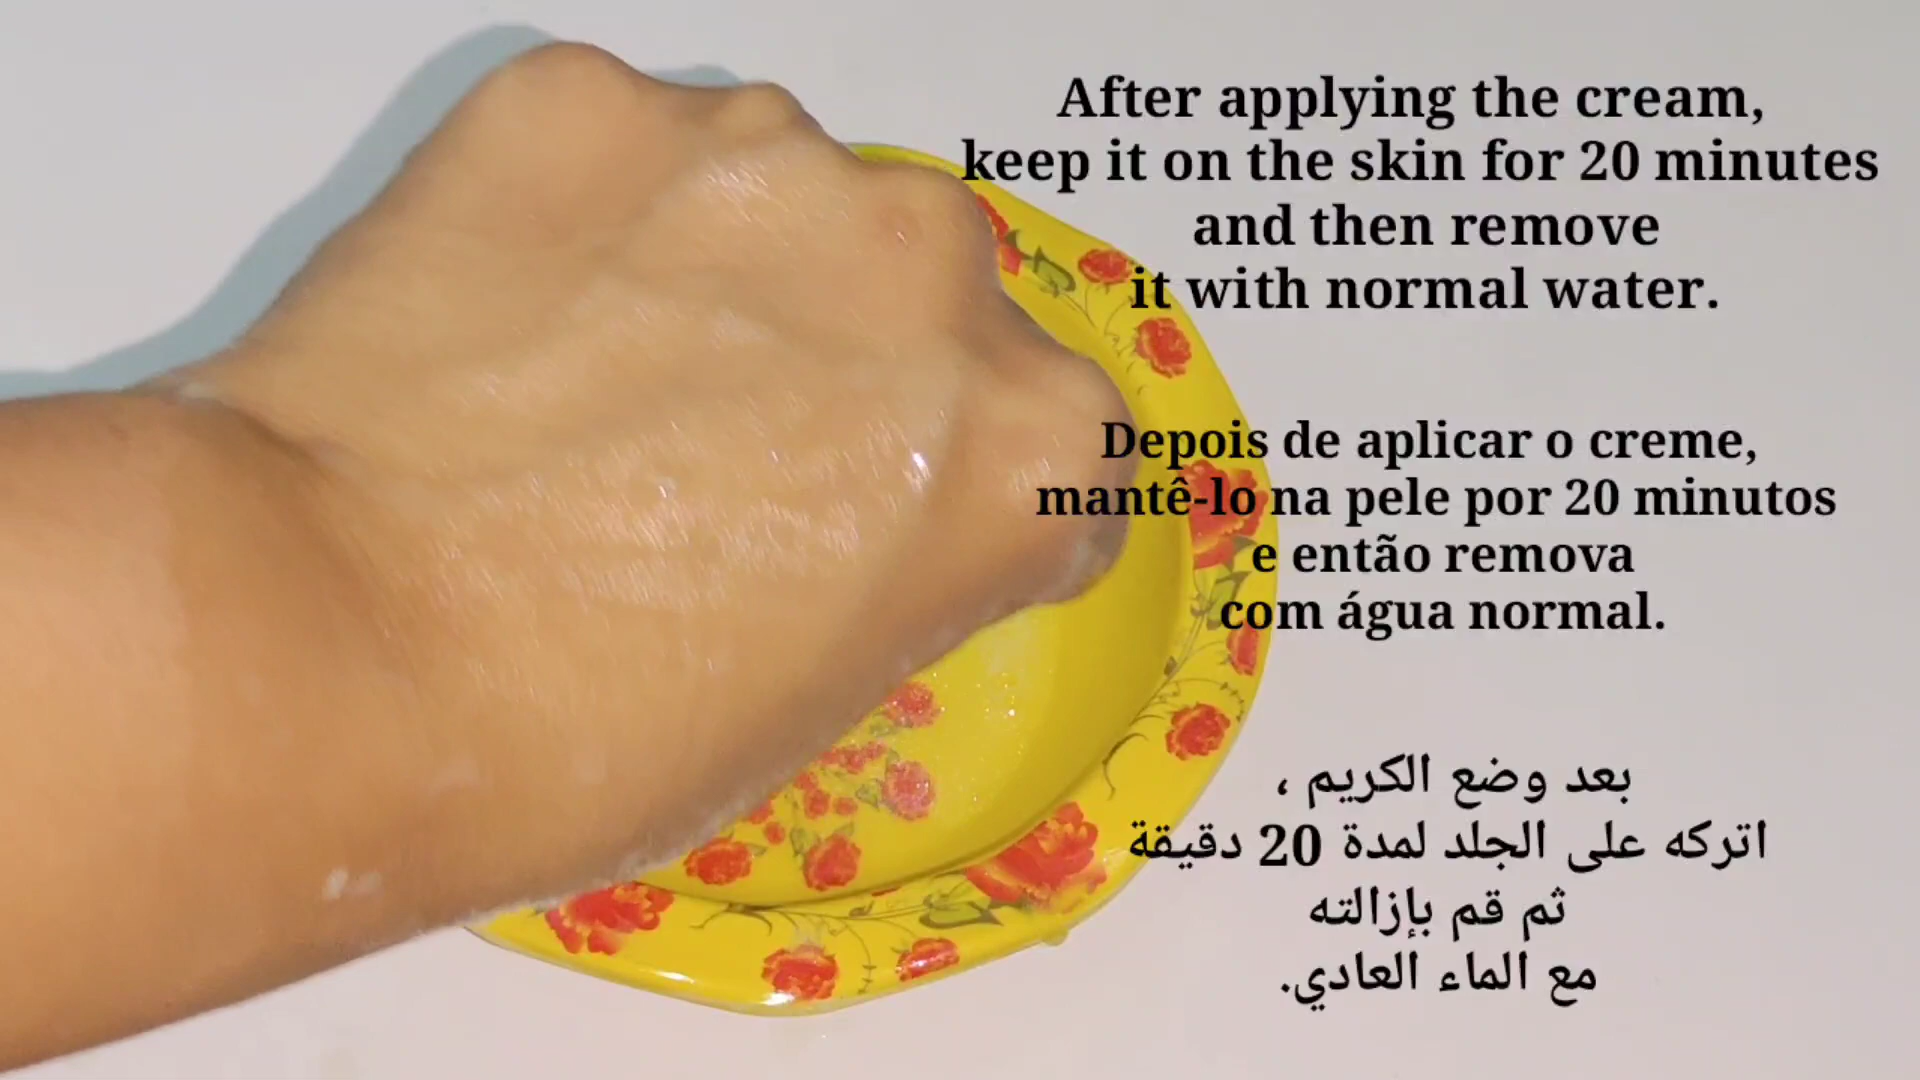 After applying the cream,
keep it on the skin for 20 minutes
and then remove
it with normal water.
Depois de aplicar o creme,
mantê-lo na pele por 20 minutos
e então remova
com água normal.
بعد وضع الكريم ،
اتركه على الجلد لمدة 20 دقيقة
ثم قم بإزالته
مع الماء العادي.